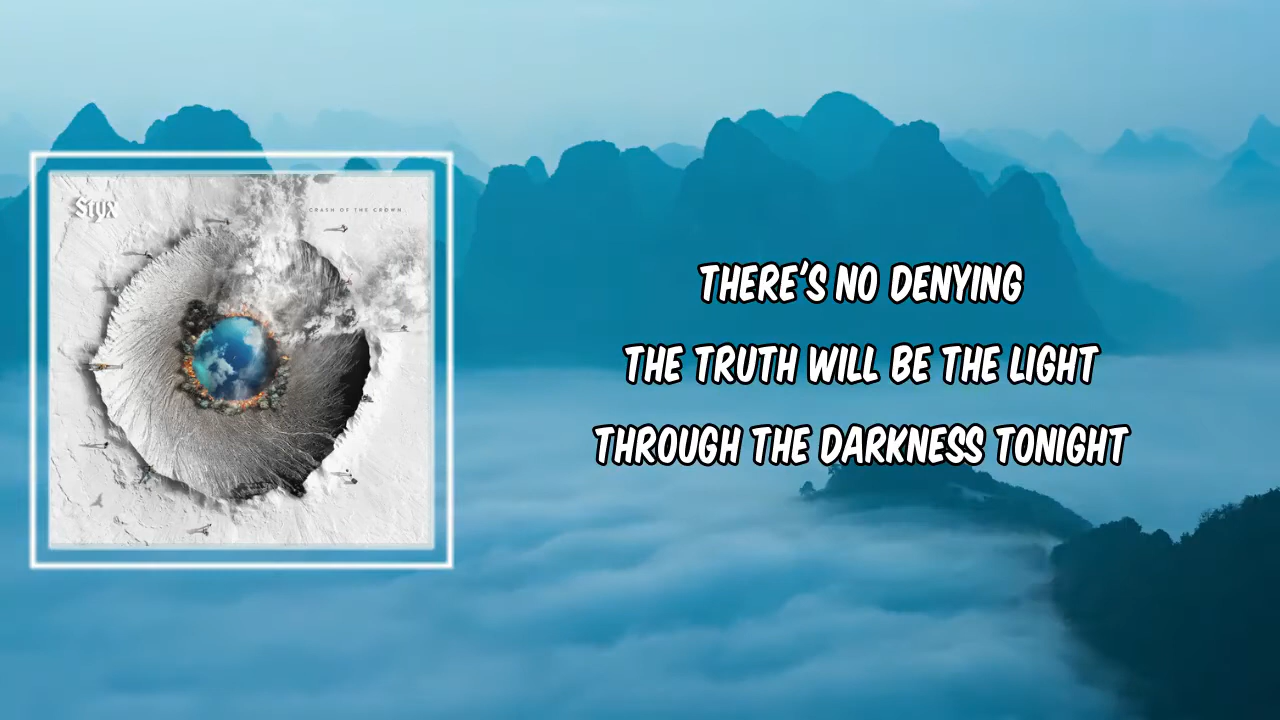 Styx
CRASH OF THE CROWN
THERE'S NO DENYING
THE TRUTH WILL BE THE LIGHT
THROUGH THE DARKNESS TONIGHT